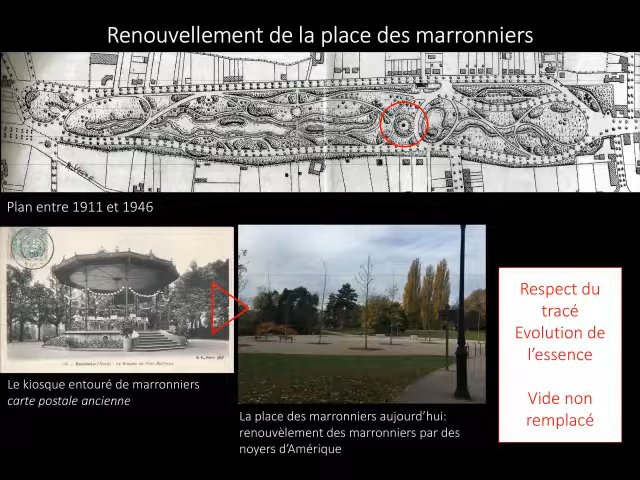 Renouvellement de la place des marronniers
Plan entre 1911 et 1946
Le kiosque entouré de marronniers
carte postale ancienne
La place des marronniers aujourd'hui:
renouvèlement des marronniers par des
noyers d'Amérique
Respect du
tracé
Evolution de
l'essence
Vide non
remplacé